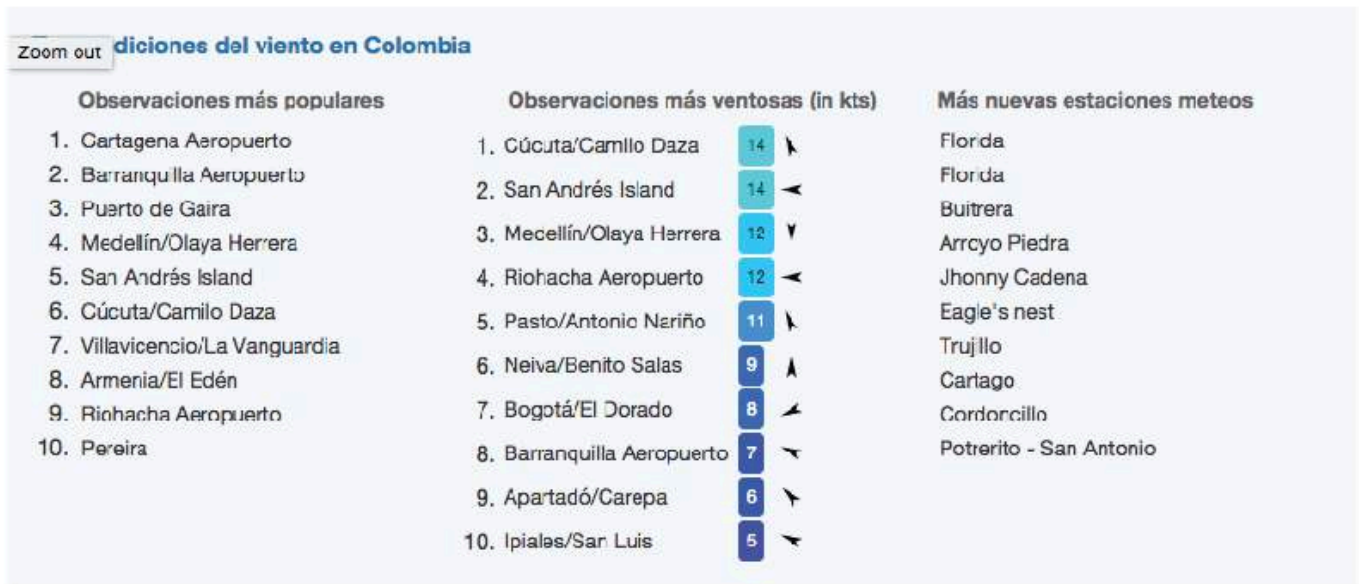 Zoom out
diciones del viento en Colombia
Observaciones más populares
1. Cartagena Aeropuerto
2. Barranquilla Aeropuerto
3. Puerto de Gaira
4. Medellín/Olaya Herrera
5. San Andrés Island
6. Cúcuta/Camilo Daza
7. Villavicencio/La Vanguardia
8. Armenia/El Edén
9. Riohacha Aeropuerto
10. Pereira
Observaciones más ventosas (in kts)
1. Cúcuta/Camilo Daza 14
2. San Andrés Island 14
3. Medellín/Olaya Herrera 12
4. Riohacha Aeropuerto 12
5. Pasto/Antonio Nariño 11
6. Neiva/Benito Salas 9
7. Bogotá/El Dorado 8
8. Barranquilla Aeropuerto 7
9. Apartadó/Carepa 6
10. Ipiales/San Luis 5
Más nuevas estaciones meteos
Florida
Florida
Buitrera
Arroyo Piedra
Jhonny Cadena
Eagle's nest
Trujillo
Cartago
Cordoncillo
Potrerito - San Antonio